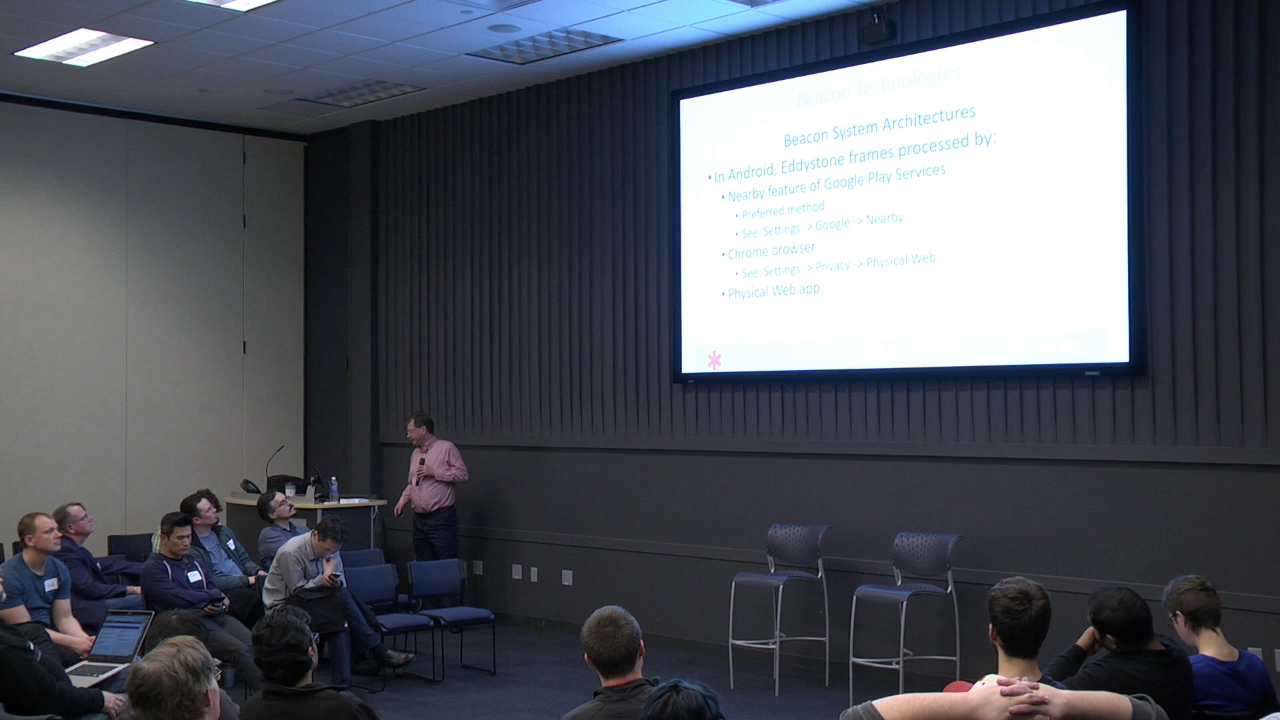 Beacon Technologies
Beacon System Architectures
• In Android, Eddystone frames processed by:
• Nearby feature of Google Play Services
• Preferred method
• See: Settings -> Google -> Nearby
• Chrome browser
• See: Settings -> Privacy -> Physical Web
• Physical Web app